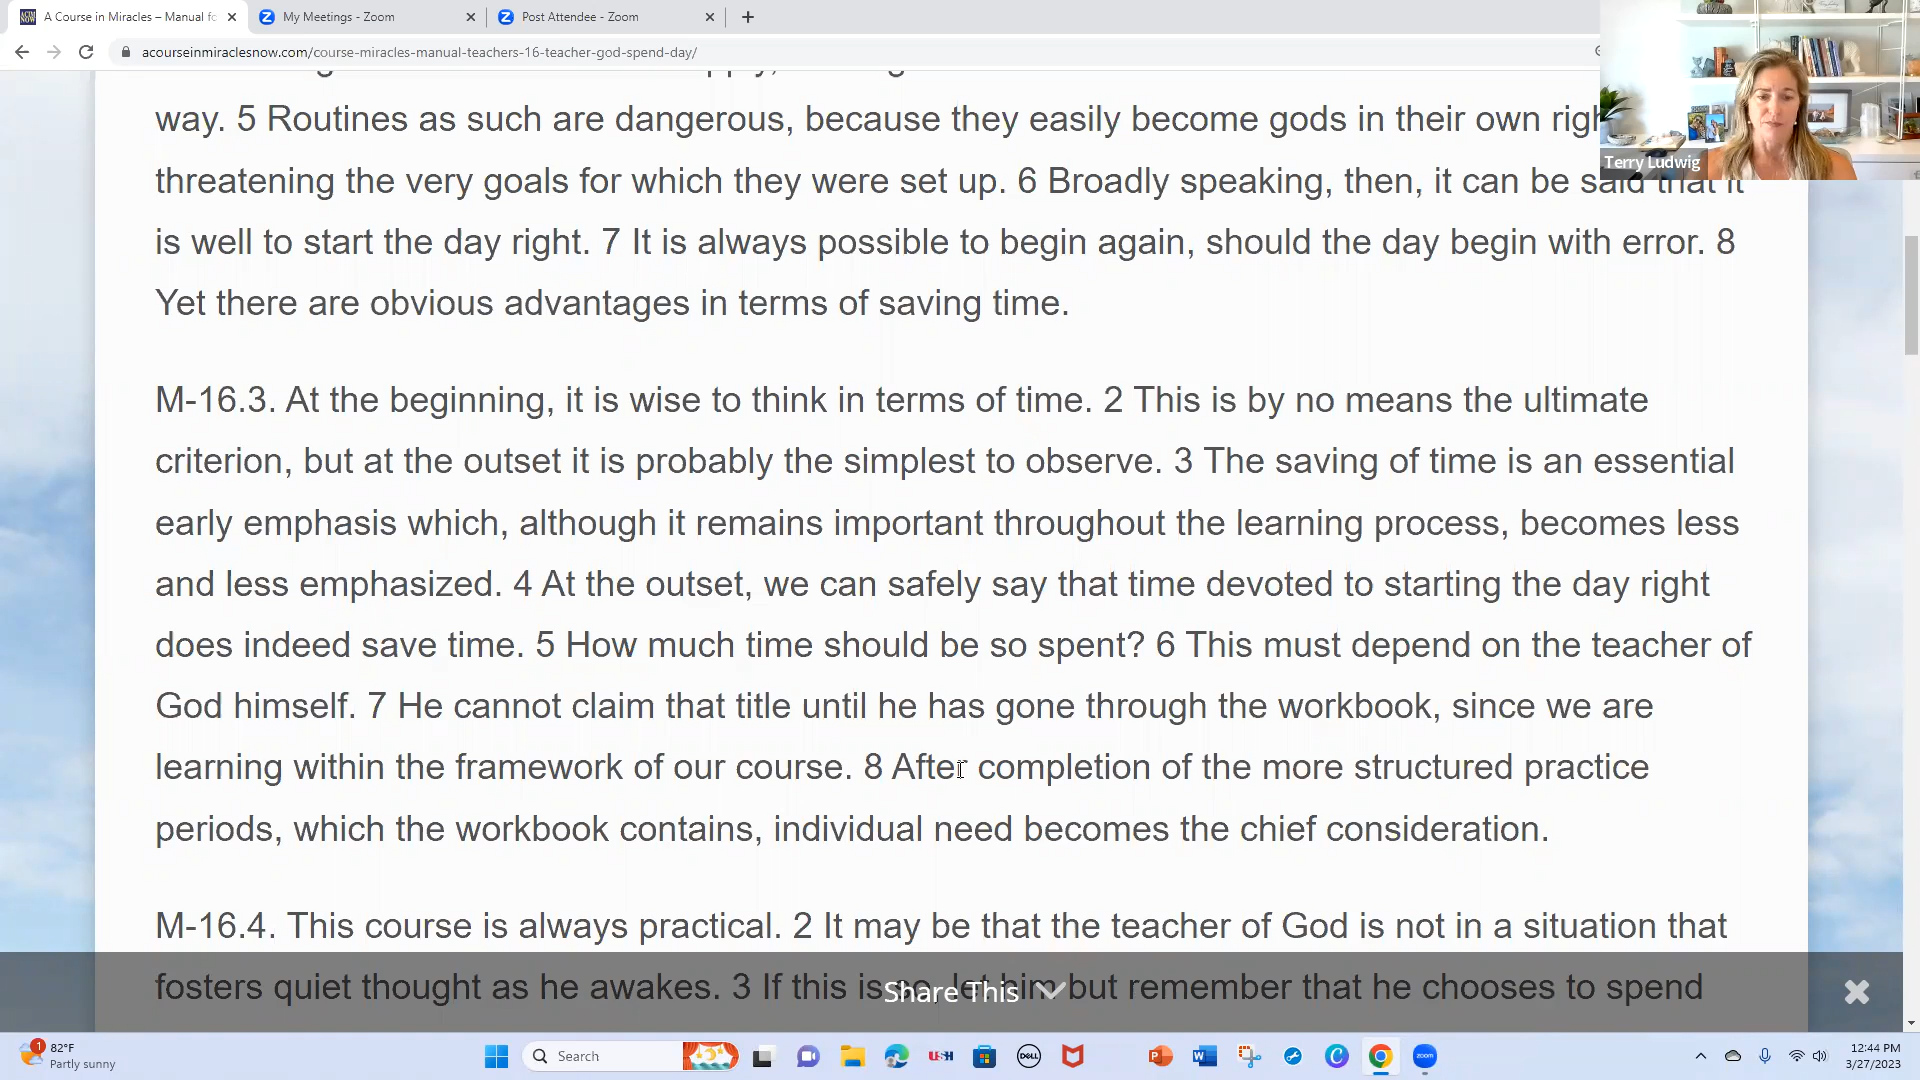 A Course in Miracles – Manual fo
My Meetings - Zoom
Post Attendee - Zoom
acourseinmiraclesnow.com/course-miracles-manual-teachers-16-teacher-god-spend-day/
way. 5 Routines as such are dangerous, because they easily become gods in their own righ
Terry Ludwig
threatening the very goals for which they were set up. 6 Broadly speaking, then, it can be said that it
is well to start the day right. 7 It is always possible to begin again, should the day begin with error. 8
Yet there are obvious advantages in terms of saving time.
M-16.3. At the beginning, it is wise to think in terms of time. 2 This is by no means the ultimate
criterion, but at the outset it is probably the simplest to observe. 3 The saving of time is an essential
early emphasis which, although it remains important throughout the learning process, becomes less
and less emphasized. 4 At the outset, we can safely say that time devoted to starting the day right
does indeed save time. 5 How much time should be so spent? 6 This must depend on the teacher of
God himself. 7 He cannot claim that title until he has gone through the workbook, since we are
learning within the framework of our course. 8 After completion of the more structured practice
periods, which the workbook contains, individual need becomes the chief consideration.
M-16.4. This course is always practical. 2 It may be that the teacher of God is not in a situation that
fosters quiet thought as he awakes. 3 If this is let him but remember that he chooses to spend
Share This
1
82°F
Partly sunny
Search
USH
DELL
zoom
12:44 PM
3/27/2023